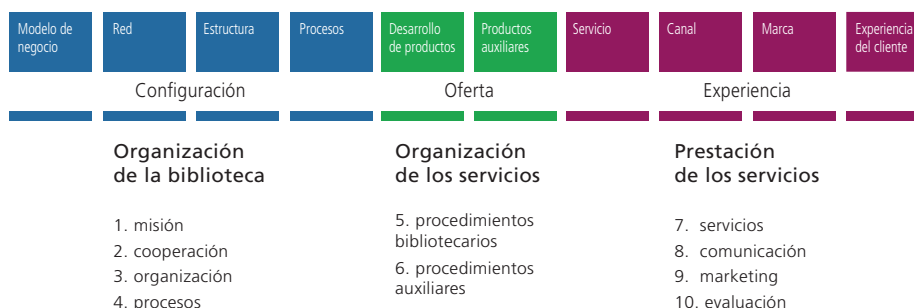 Modelo de
negocio
Red
Estructura
Procesos
Desarrollo
de productos
Productos
auxiliares
Servicio
Canal
Marca
Experiencia
del cliente
Configuración
Oferta
Experiencia
Organización
de la biblioteca
1. misión
2. cooperación
3. organización
4. procesos
Organización
de los servicios
5. procedimientos
bibliotecarios
6. procedimientos
auxiliares
Prestación
de los servicios
7. servicios
8. comunicación
9. marketing
10. evaluación